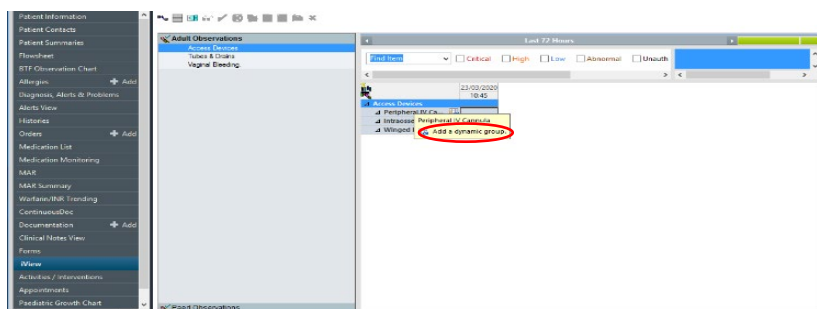 Patient Information
Patient Contacts
Patient Summaries
Flowsheet
BTF Observation Chart
Allergies + Add
Diagnosis, Alerts & Problems
Alerts View
Histories
Orders + Add
Medication List
Medication Monitoring
MAR
MAR Summary
Warfarin/INR Trending
ContinuousDoc
Documentation + Add
Clinical Notes View
Forms
iView
Activities / Interventions
Appointments
Paediatric Growth Chart
Adult Observations
Access Devices
Tubes & Drains
Vaginal Bleeding
Paed Observations
Last 72 Hours
Find Item
Critical
High
Low
Abnormal
Unauth
23/03/2020
10:45
Access Devices
Peripheral IV Ca...
Peripheral IV Cannula
Intraosse
Add a dynamic group.
Winged